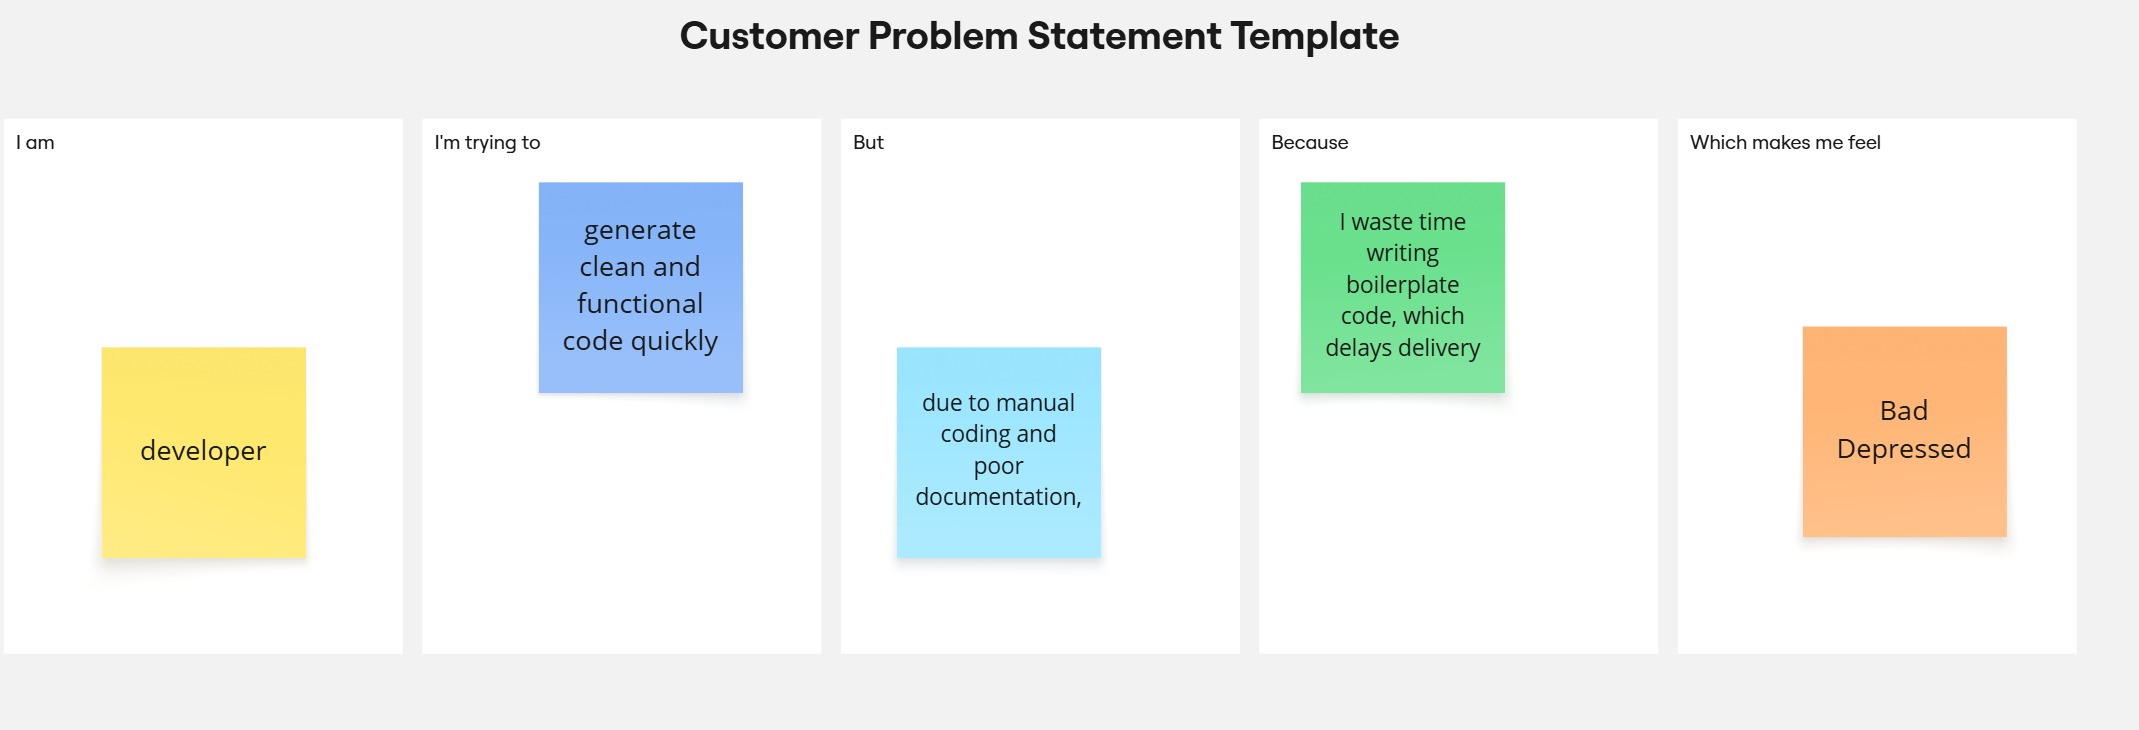 Customer Problem Statement Template
I am
developer
I'm trying to
generate
clean and
functional
code quickly
But
due to manual
coding and
poor
documentation,
Because
I waste time
writing
boilerplate
code, which
delays delivery
Which makes me feel
Bad
Depressed